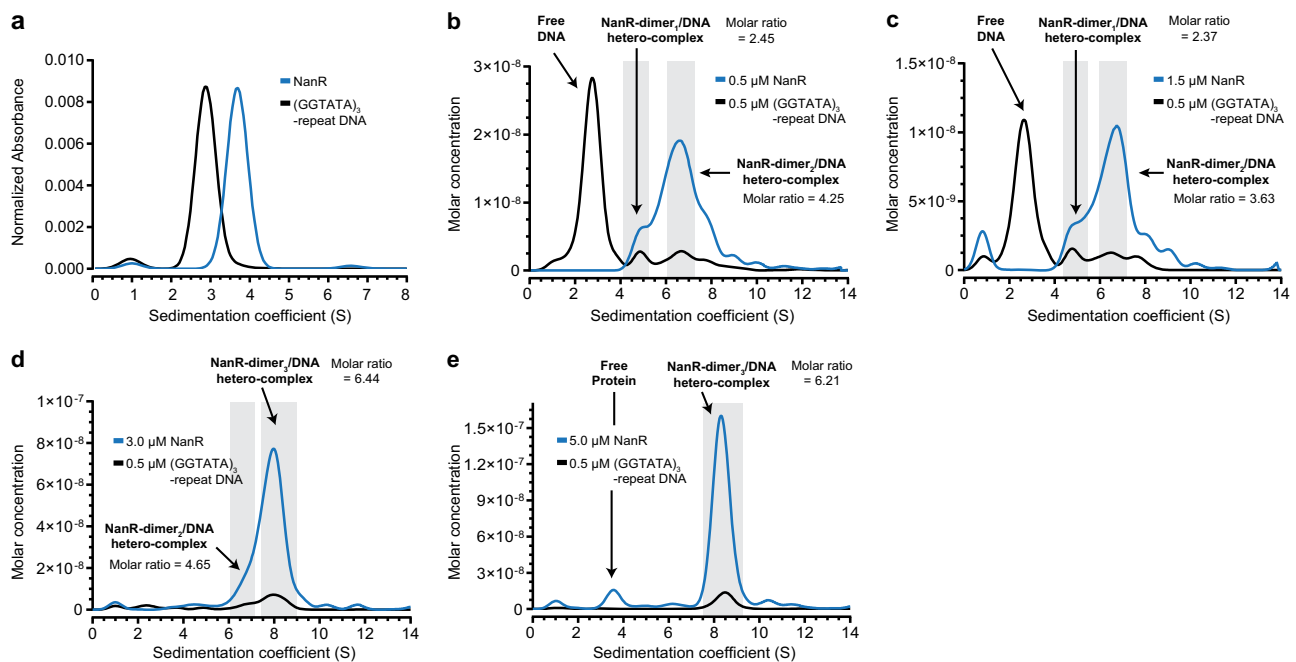 a
Normalized Absorbance
0.010
0.008
0.006
0.004
0.002
0.000
NanR
(GGTATA)₃
-repeat DNA
0 1 2 3 4 5 6 7 8
Sedimentation coefficient (S)
b
Free
DNA
NanR-dimer₁/DNA
hetero-complex
Molar ratio
= 2.45
Molar concentration
3×10⁻⁸
2×10⁻⁸
1×10⁻⁸
0
0.5 µM NanR
0.5 µM (GGTATA)₃
-repeat DNA
NanR-dimer₂/DNA
hetero-complex
Molar ratio = 4.25
0 2 4 6 8 10 12 14
Sedimentation coefficient (S)
c
Free
DNA
NanR-dimer₁/DNA
hetero-complex
Molar ratio
= 2.37
Molar concentration
1.5×10⁻⁸
1×10⁻⁸
5×10⁻⁹
0
1.5 µM NanR
0.5 µM (GGTATA)₃
-repeat DNA
NanR-dimer₂/DNA
hetero-complex
Molar ratio = 3.63
0 2 4 6 8 10 12 14
Sedimentation coefficient (S)
d
NanR-dimer₃/DNA
hetero-complex
Molar ratio
= 6.44
Molar concentration
1×10⁻⁷
8×10⁻⁸
6×10⁻⁸
4×10⁻⁸
2×10⁻⁸
0
3.0 µM NanR
0.5 µM (GGTATA)₃
-repeat DNA
NanR-dimer₂/DNA
hetero-complex
Molar ratio = 4.65
0 2 4 6 8 10 12 14
Sedimentation coefficient (S)
e
Free
Protein
NanR-dimer₃/DNA
hetero-complex
Molar ratio
= 6.21
Molar concentration
1.5×10⁻⁷
1.2×10⁻⁷
9×10⁻⁸
6×10⁻⁸
3×10⁻⁸
0
5.0 µM NanR
0.5 µM (GGTATA)₃
-repeat DNA
0 2 4 6 8 10 12 14
Sedimentation coefficient (S)